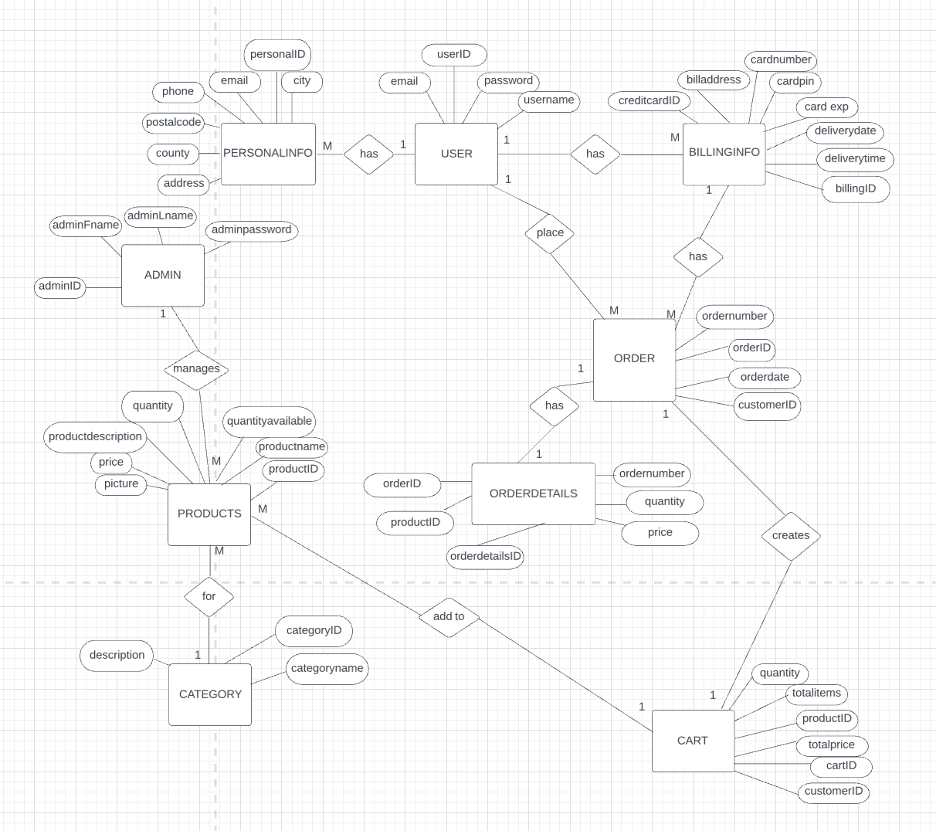 personalID
userID
cardnumber
email
city
email
password
billaddress
cardpin
phone
username
creditcardID
card exp
postalcode
deliverydate
PERSONALINFO
M
has
1
USER
1
has
M
BILLINGINFO
county
deliverytime
address
1
1
billingID
adminFname
adminLname
adminpassword
place
has
ADMIN
adminID
1
M
M
ordernumber
orderID
ORDER
manages
1
orderdate
customerID
quantity
has
1
quantityavailable
productdescription
productname
price
M
1
productID
picture
orderID
ORDERDETAILS
ordernumber
quantity
PRODUCTS
M
productID
price
creates
M
orderdetailsID
for
add to
categoryID
description
1
categoryname
CATEGORY
quantity
1
1
totalitems
productID
CART
totalprice
cartID
customerID